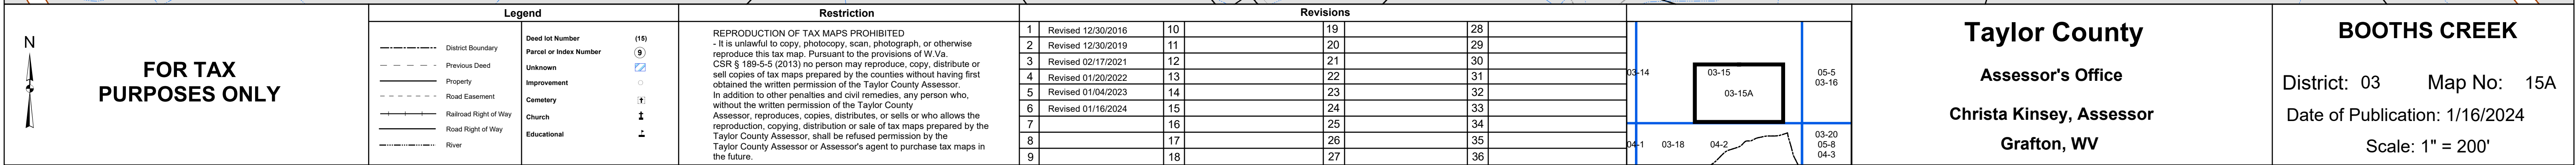 N
FOR TAX
PURPOSES ONLY
Legend
District Boundary
Previous Deed
Property
Road Easement
Railroad Right of Way
Road Right of Way
River
Deed lot Number (15)
Parcel or Index Number 9
Unknown
Improvement
Cemetery
Church
Educational
Restriction
REPRODUCTION OF TAX MAPS PROHIBITED
- It is unlawful to copy, photocopy, scan, photograph, or otherwise
reproduce this tax map. Pursuant to the provisions of W.Va.
CSR § 189-5-5 (2013) no person may reproduce, copy, distribute or
sell copies of tax maps prepared by the counties without having first
obtained the written permission of the Taylor County Assessor.
In addition to other penalties and civil remedies, any person who,
without the written permission of the Taylor County
Assessor, reproduces, copies, distributes, or sells or who allows the
reproduction, copying, distribution or sale of tax maps prepared by the
Taylor County Assessor, shall be refused permission by the
Taylor County Assessor or Assessor's agent to purchase tax maps in
the future.
Revisions
1 Revised 12/30/2016 10 19 28
2 Revised 12/30/2019 11 20 29
3 Revised 02/17/2021 12 21 30
4 Revised 01/20/2022 13 22 31
5 Revised 01/04/2023 14 23 32
6 Revised 01/16/2024 15 24 33
7 16 25 34
8 17 26 35
9 18 27 36
03-14 03-15 05-5
03-16
03-15A
03-20
05-8
04-1 03-18 04-2
04-3
Taylor County
Assessor's Office
Christa Kinsey, Assessor
Grafton, WV
BOOTHS CREEK
District: 03 Map No: 15A
Date of Publication: 1/16/2024
Scale: 1" = 200'